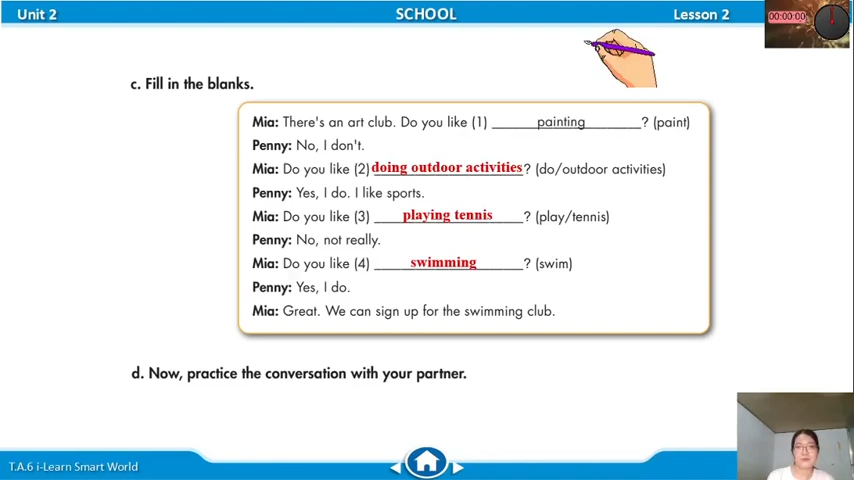 Unit 2
SCHOOL
Lesson 2
00:00:00
c. Fill in the blanks.
Mia: There's an art club. Do you like (1) painting ? (paint)
Penny: No, I don't.
Mia: Do you like (2) doing outdoor activities ? (do/outdoor activities)
Penny: Yes, I do. I like sports.
Mia: Do you like (3) playing tennis ? (play/tennis)
Penny: No, not really.
Mia: Do you like (4) swimming ? (swim)
Penny: Yes, I do.
Mia: Great. We can sign up for the swimming club.
d. Now, practice the conversation with your partner.
T.A.6 i-Learn Smart World